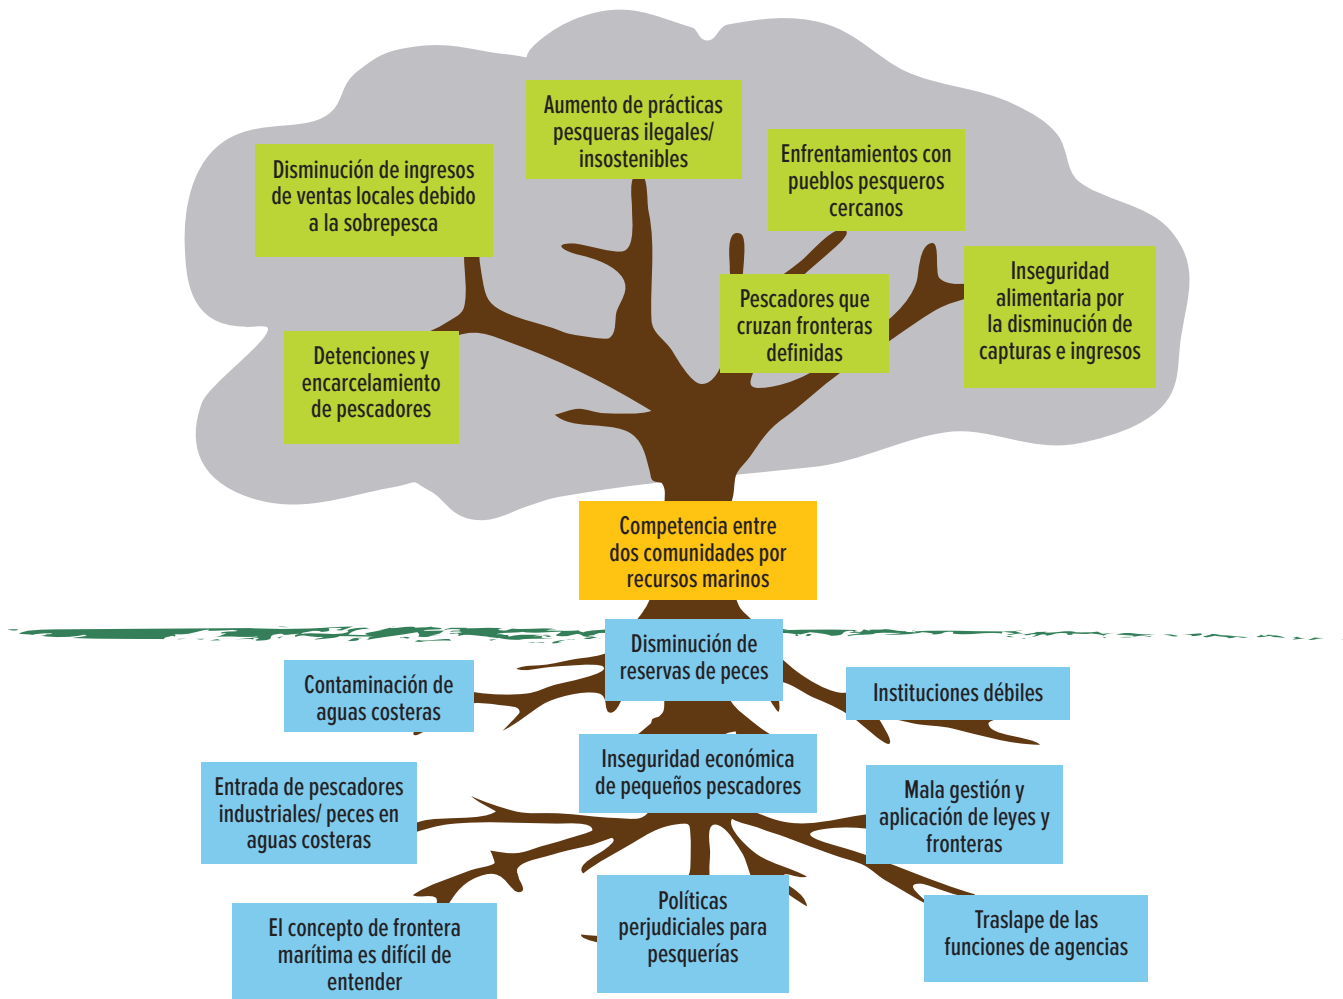 Aumento de prácticas
pesqueras ilegales/
insostenibles
Enfrentamientos con
pueblos pesqueros
cercanos
Disminución de ingresos
de ventas locales debido
a la sobrepesca
Inseguridad
alimentaria por
la disminución de
capturas e ingresos
Pescadores que
cruzan fronteras
definidas
Detenciones y
encarcelamiento
de pescadores
Competencia entre
dos comunidades por
recursos marinos
Disminución de
reservas de peces
Contaminación de
aguas costeras
Instituciones débiles
Inseguridad económica
de pequeños pescadores
Entrada de pescadores
industriales/ peces en
aguas costeras
Mala gestión y
aplicación de leyes y
fronteras
Políticas
perjudiciales para
pesquerías
El concepto de frontera
marítima es difícil de
entender
Traslape de las
funciones de agencias